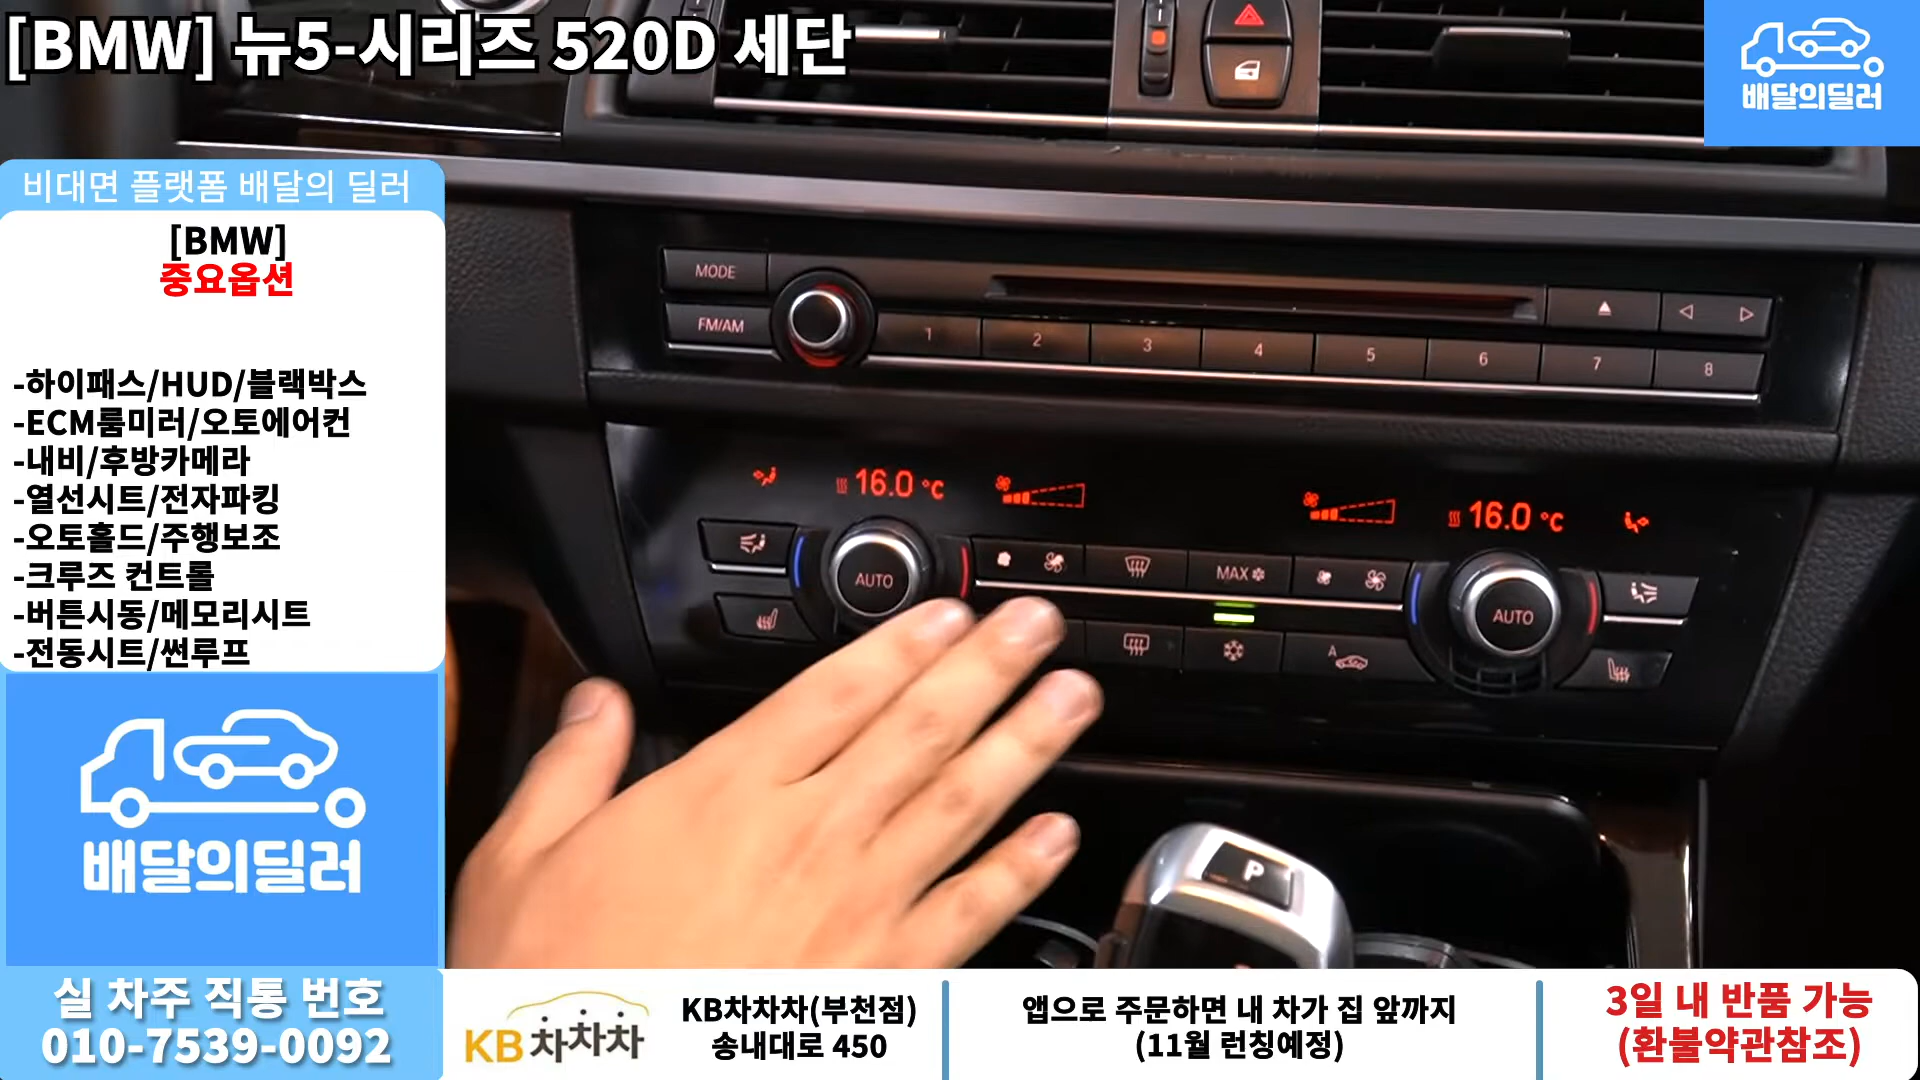 [BMW] 뉴5-시리즈 520D 세단
배달의딜러
비대면 플랫폼 배달의 딜러
[BMW]
중요옵션
-하이패스/HUD/블랙박스
-ECM룸미러/오토에어컨
-내비/후방카메라
-열선시트/전자파킹
-오토홀드/주행보조
-크루즈 컨트롤
-버튼시동/메모리시트
-전동시트/썬루프
배달의딜러
실 차주 직통 번호
010-7539-0092
MODE
FM/AM
1 2 3 4 5 6 7 8
16.0 °C
16.0 °C
AUTO
MAX
AUTO
A
P
KB차차차
KB차차차(부천점)
송내대로 450
앱으로 주문하면 내 차가 집 앞까지
(11월 런칭예정)
3일 내 반품 가능
(환불약관참조)